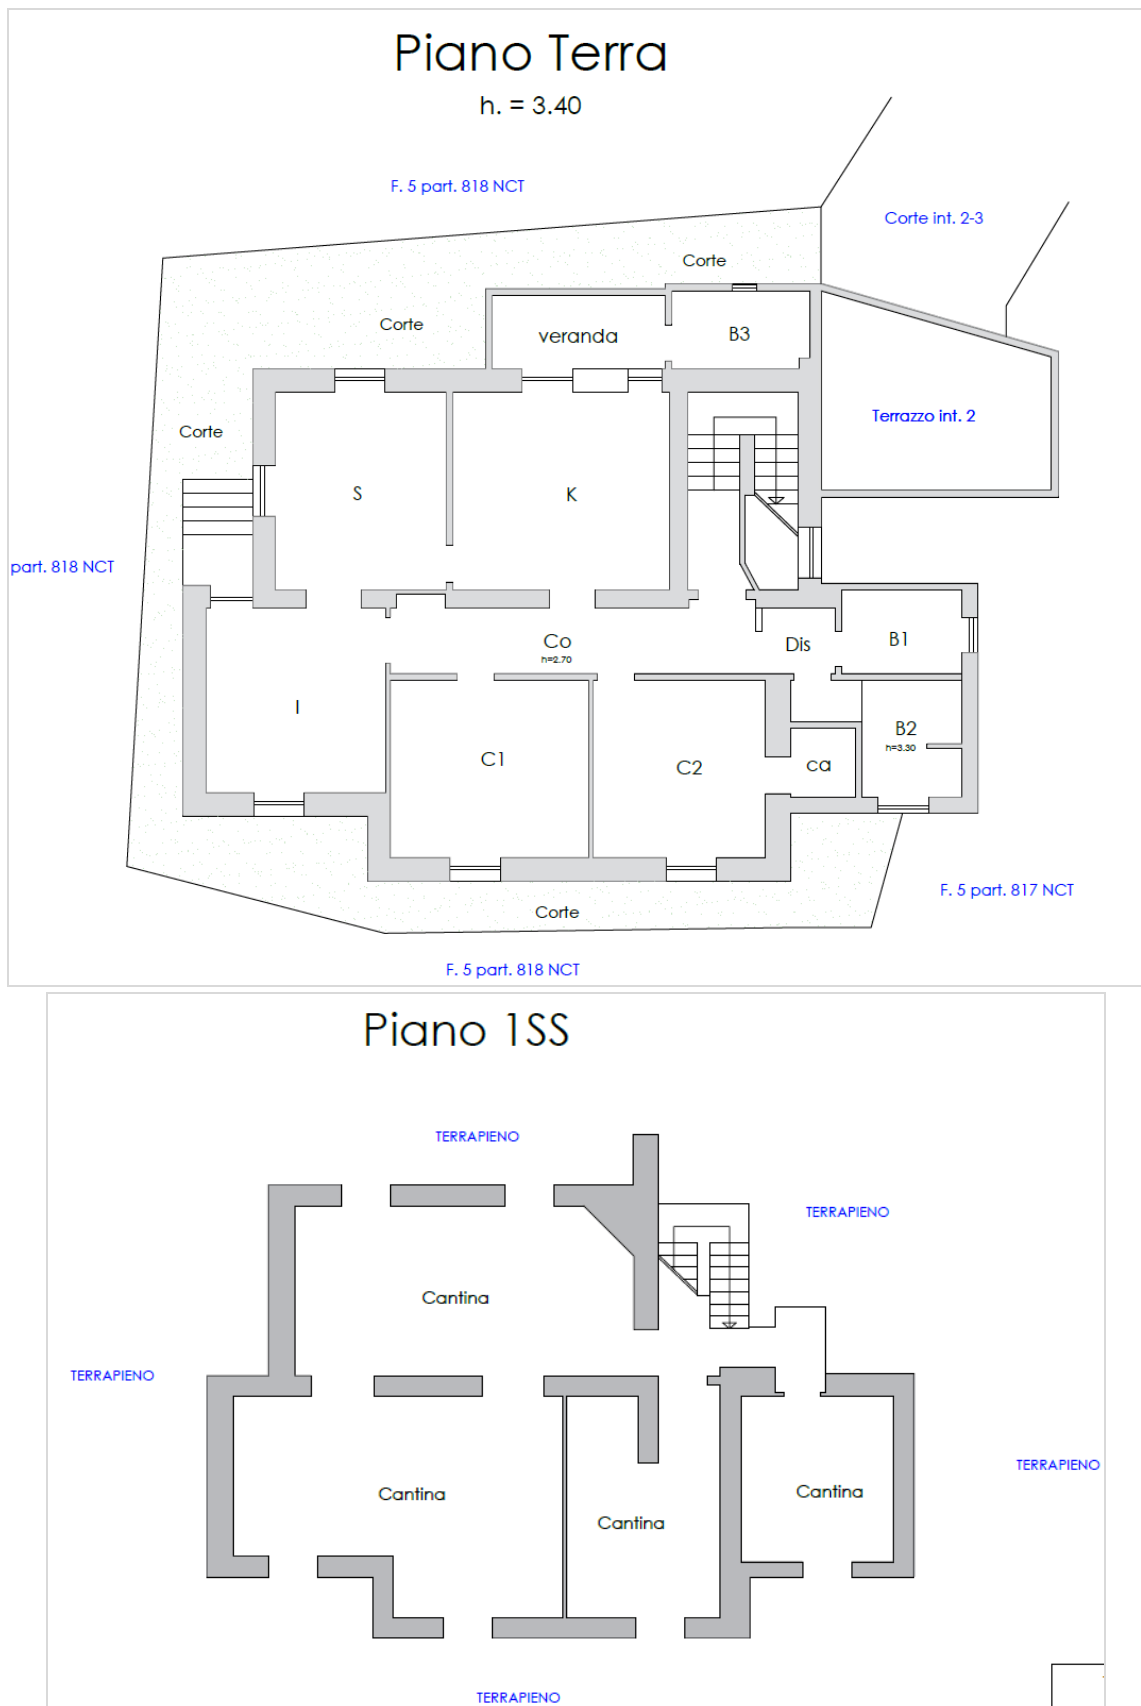 Piano Terra
h. = 3.40
F. 5 part. 818 NCT
Corte int. 2-3
Corte
Corte
veranda
B3
Terrazzo int. 2
Corte
S
K
part. 818 NCT
Co
h=2.70
Dis
B1
I
C1
C2
ca
B2
h=3.30
F. 5 part. 817 NCT
Corte
F. 5 part. 818 NCT
Piano 1SS
TERRAPIENO
TERRAPIENO
Cantina
TERRAPIENO
TERRAPIENO
Cantina
Cantina
Cantina
TERRAPIENO